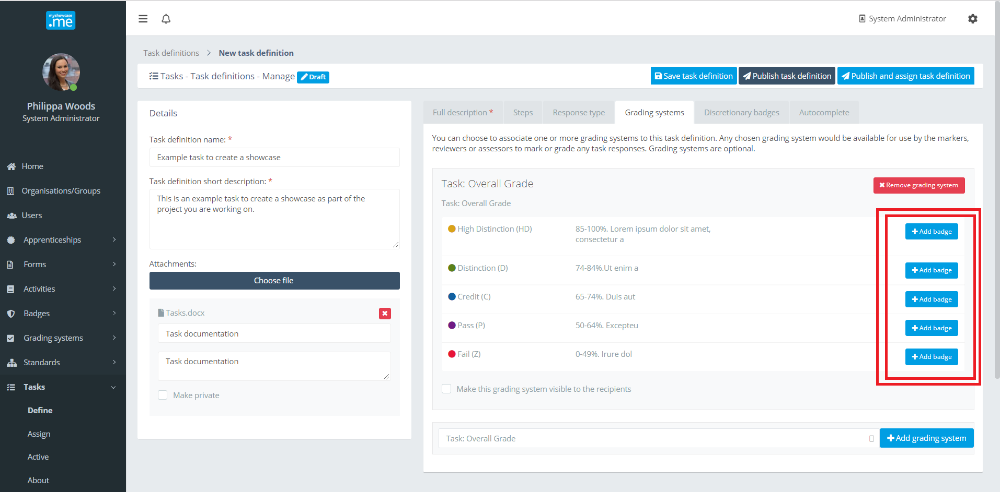 myshowcase
.me
System Administrator
Philippa Woods
System Administrator
Home
Organisations/Groups
Users
Apprenticeships
Forms
Activities
Badges
Grading systems
Standards
Tasks
Define
Assign
Active
About
Task definitions > New task definition
Tasks - Task definitions - Manage Draft
Save task definition Publish task definition Publish and assign task definition
Details
Task definition name: *
Example task to create a showcase
Task definition short description: *
This is an example task to create a showcase as part of the
project you are working on.
Attachments:
Choose file
Tasks.docx
Task documentation
Task documentation
Make private
Full description * Steps Response type Grading systems Discretionary badges Autocomplete
You can choose to associate one or more grading systems to this task definition. Any chosen grading system would be available for use by the markers,
reviewers or assessors to mark or grade any task responses. Grading systems are optional.
Task: Overall Grade Remove grading system
Task: Overall Grade
High Distinction (HD) 85-100%. Lorem ipsum dolor sit amet, Add badge
consectetur a
Distinction (D) 74-84%.Ut enim a Add badge
Credit (C) 65-74%. Duis aut Add badge
Pass (P) 50-64%. Excepteu Add badge
Fail (Z) 0-49%. Irure dol Add badge
Make this grading system visible to the recipients
Task: Overall Grade Add grading system